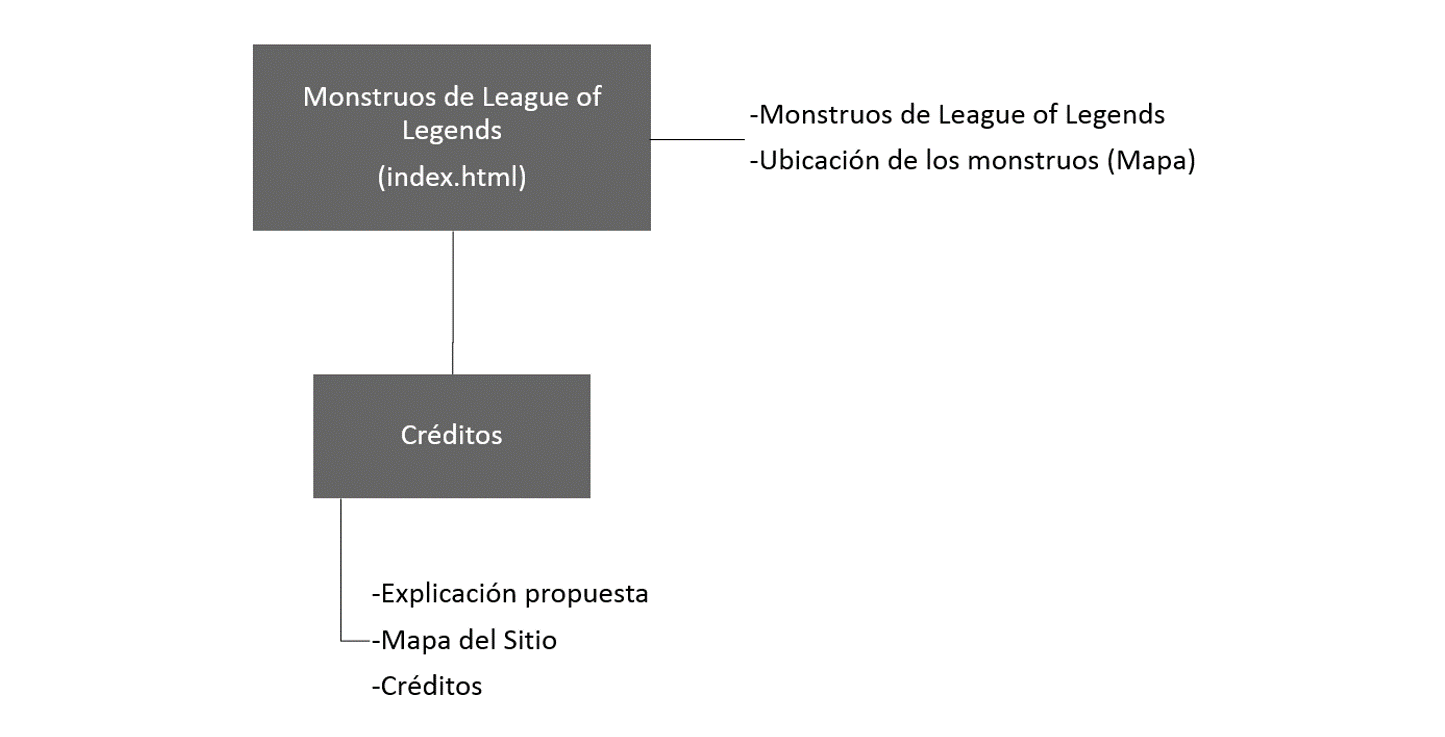 Monstruos de League of
Legends
(index.html)
-Monstruos de League of Legends
-Ubicación de los monstruos (Mapa)
Créditos
-Explicación propuesta
-Mapa del Sitio
-Créditos